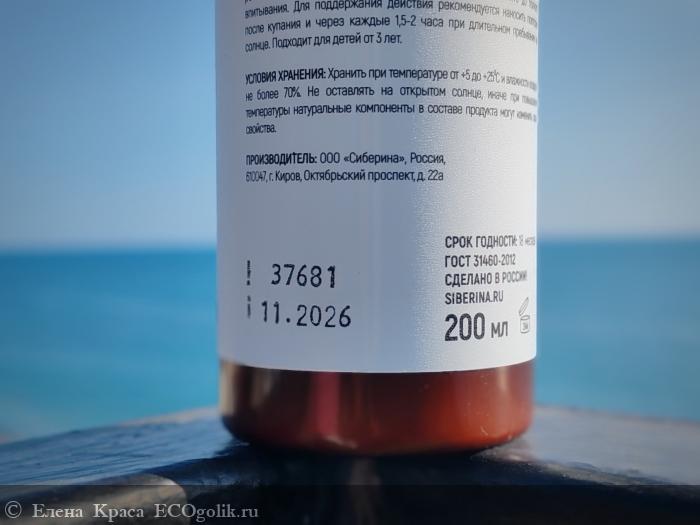 впитывания. Для поддержания действия рекомендуется наносить
после купания и через каждые 1,5-2 часа при длительном пребывании
солнце. Подходит для детей от 3 лет.
УСЛОВИЯ ХРАНЕНИЯ: Хранить при температуре от +5 до +25°C и влажности
не более 70%. Не оставлять на открытом солнце, иначе при
температуры натуральные компоненты в составе продукта могут
свойства.
ПРОИЗВОДИТЕЛЬ: ООО «Сиберина», Россия,
610047, г. Киров, Октябрьский проспект, д. 22а
СРОК ГОДНОСТИ: 18
ГОСТ 31460-2012
СДЕЛАНО В РОССИИ
SIBERINA.RU
200 мл
37681
11.2026
© Елена Краса ECOgolik.ru